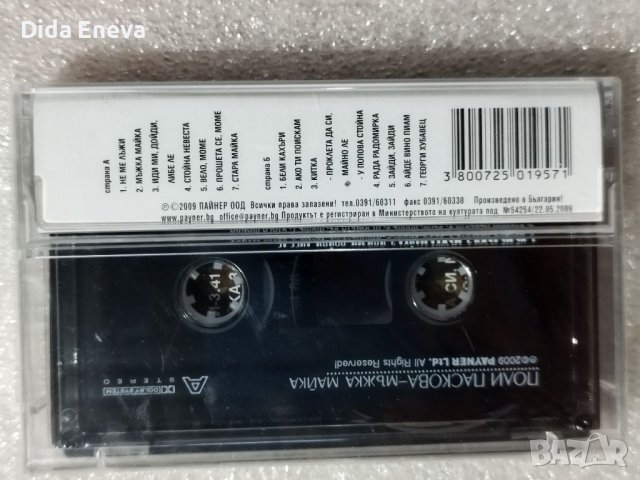 Dida Eneva
страна А
1. НЕ МЕ ЛЪЖИ
2. МЪЖКА МАЙКА
3. ИДИ МИ, ДОЙДИ,
ЛИБЕ ЛЕ
4. СТОЙНА НЕВЕСТА
5. УБЛО, МОМЕ
6. ПРОШЕТА СЕ, МОМЕ
7. СТАРА МАЙКА
страна Б
1. БЕЛИ КАХЪРИ
2. АКО ТИ ПОИСКАМ
3. КИТКА
- ПРОКЛЕТА ДА СИ,
МАЙНО ЛЕ
- У ПОПОВА СТОЙНА
4. РАДА РАДОМИРКА
5. ЗАЙДИ, ЗАЙДИ
6. АЙДЕ ВИНО ПИАМ
7. ГЕОРГИ ХУБАВЕЦ
3 800725 019571
℗©2009 ПАЙНЕР ООД Всички права запазени! тел.0391/60311 факс 0391/60330 Произведено в България!
www.payner.bg office@payner.bg Продуктът е регистриран в Министерството на културата под №54254/22.05.2009
ПОЛИ ПАСКОВА–МЪЖКА МАЙКА
℗©2009 PAYNER Ltd. All Rights Reserved!
A
STEREO
DOLBY SYSTEM
BAZAR
bg